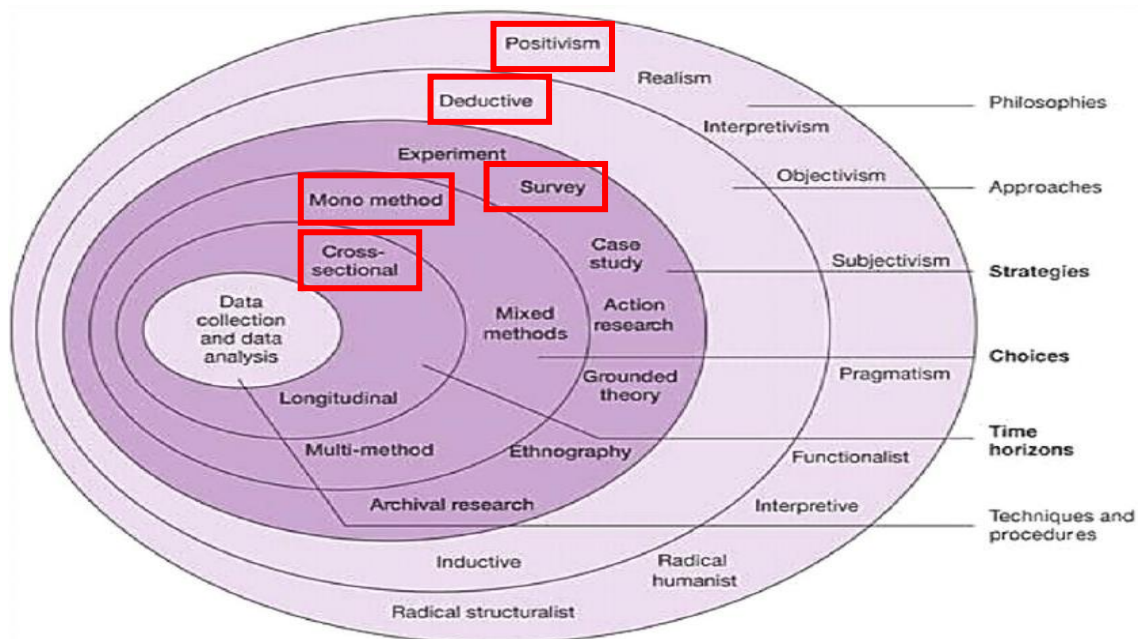 Positivism
Realism
Philosophies
Deductive
Interpretivism
Experiment
Objectivism
Approaches
Survey
Mono method
Cross-
sectional
Case
study
Subjectivism
Strategies
Data
collection
and data
analysis
Mixed
methods
Action
research
Choices
Pragmatism
Grounded
theory
Longitudinal
Time
horizons
Multi-method
Ethnography
Functionalist
Archival research
Interpretive
Techniques and
procedures
Inductive
Radical
humanist
Radical structuralist